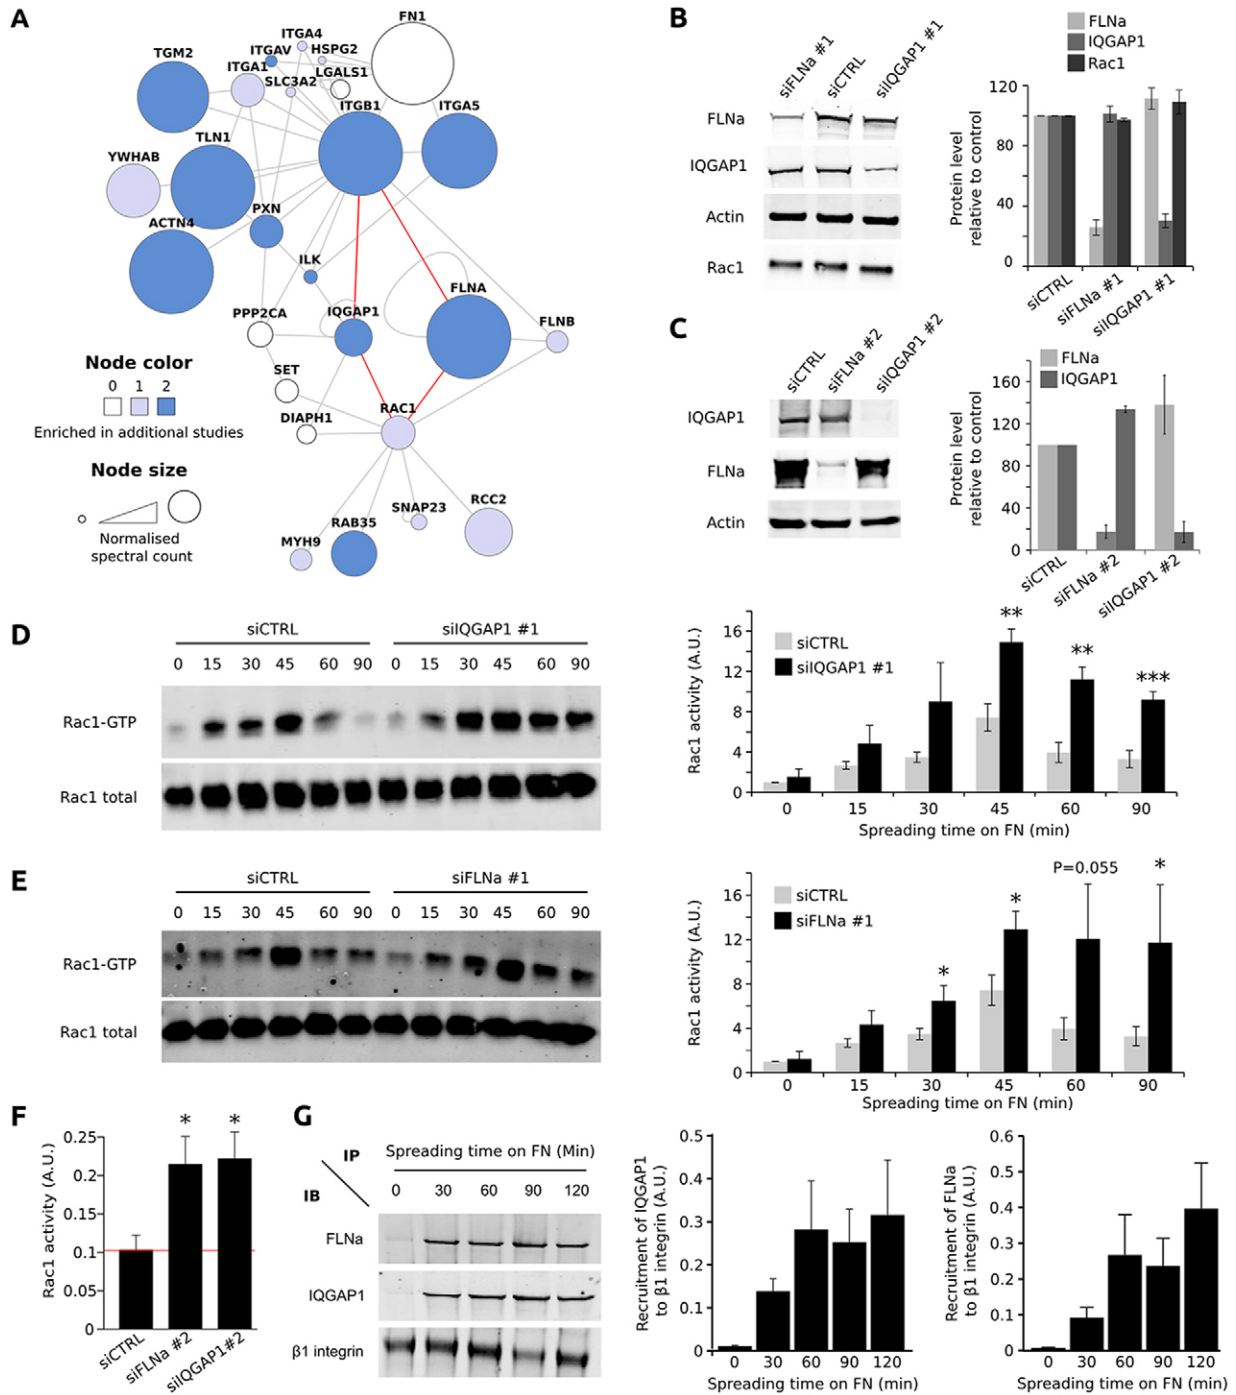 A
FN1
ITGA4
ITGAV
HSPG2
TGM2
ITGA1
LGALS1
SLC3A2
ITGB1
ITGA5
TLN1
YWHAB
PXN
ACTN4
ILK
FLNA
PPP2CA
IQGAP1
FLNB
SET
DIAPH1
RAC1
SNAP23
RCC2
RAB35
MYH9
Node color
0 1 2
Enriched in additional studies
Node size
Normalised
spectral count
B
siFLNa #1
siCTRL
siIQGAP1 #1
FLNa
IQGAP1
Actin
Rac1
FLNa
IQGAP1
Rac1
Protein level
relative to control
120
80
40
0
0
siCTRL
siFLNa #1
siIQGAP1 #1
C
siCTRL
siFLNa #2
siIQGAP1 #2
IQGAP1
FLNa
Actin
FLNa
IQGAP1
Protein level
relative to control
160
120
80
40
0
siCTRL
siFLNa #2
siIQGAP1 #2
D
siCTRL siIQGAP1 #1
0 15 30 45 60 90 0 15 30 45 60 90
Rac1-GTP
Rac1 total
siCTRL
siIQGAP1 #1
Rac1 activity (A.U.)
16
12
8
4
0
** ** ***
0 15 30 45 60 90
Spreading time on FN (min)
E
siCTRL siFLNa #1
0 15 30 45 60 90 0 15 30 45 60 90
Rac1-GTP
Rac1 total
siCTRL
siFLNa #1
Rac1 activity (A.U.)
16
12
8
4
0
* * P=0.055 *
0 15 30 45 60 90
Spreading time on FN (min)
F
Rac1 activity (A.U.)
0.25
0.2
0.15
0.1
0.05
0
* *
siCTRL
siFLNa #2
siIQGAP1#2
G
IP
IB
Spreading time on FN (Min)
0 30 60 90 120
FLNa
IQGAP1
β1 integrin
Recruitment of IQGAP1
to β1 integrin (A.U.)
0.5
0.4
0.3
0.2
0.1
0
0 30 60 90 120
Spreading time on FN (min)
Recruitment of FLNa
to β1 integrin (A.U.)
0.6
0.5
0.4
0.3
0.2
0.1
0
0 30 60 90 120
Spreading time on FN (min)